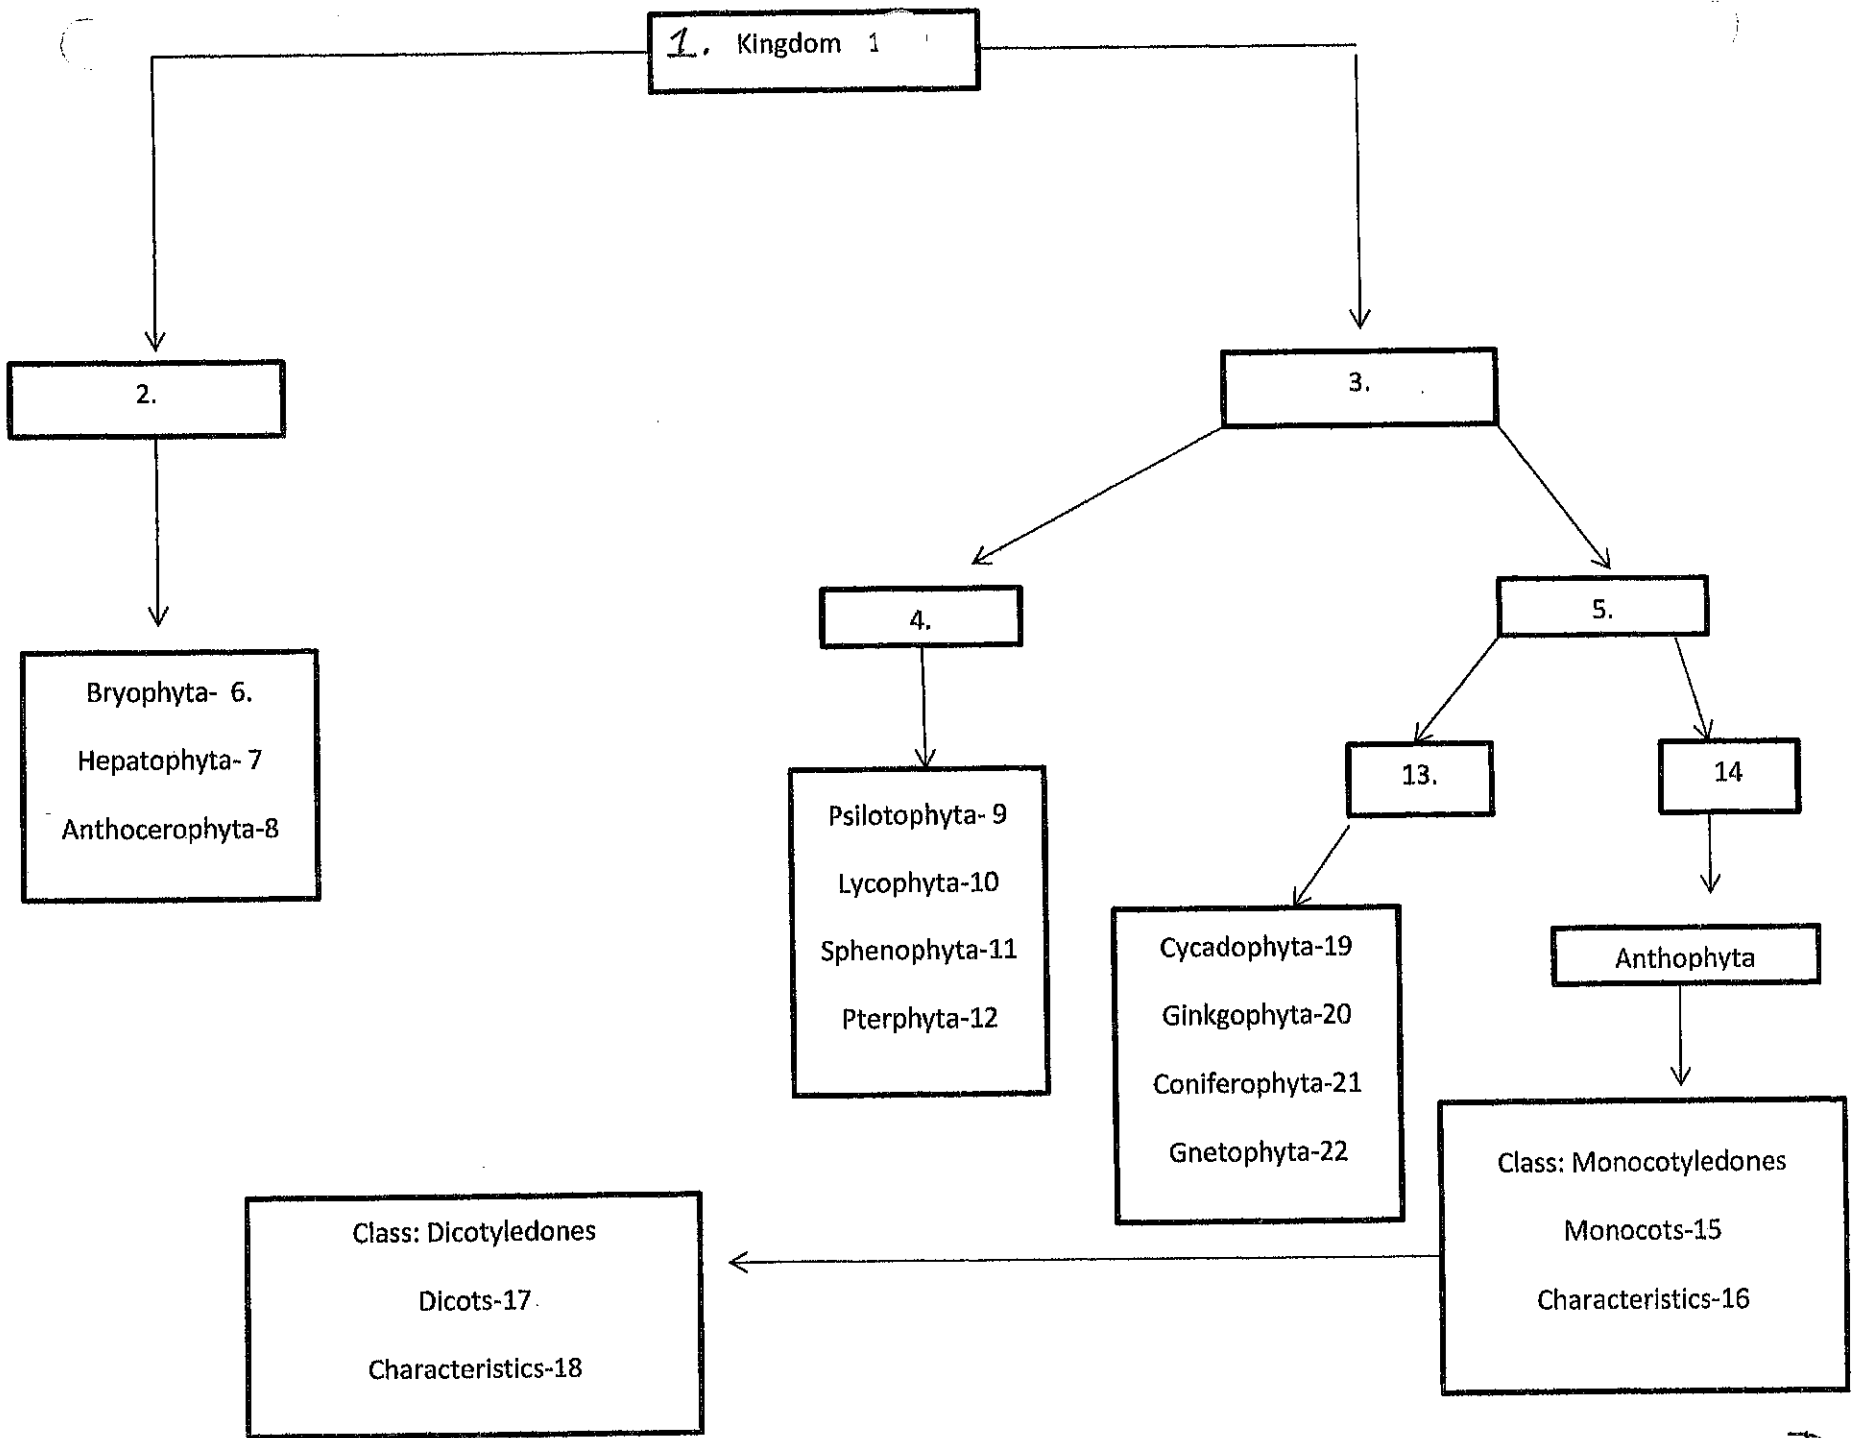 1. Kingdom 1
2.
3.
4.
5.
Bryophyta- 6.
Hepatophyta- 7
Anthocerophyta-8
Psilotophyta- 9
Lycophyta-10
Sphenophyta-11
Pterphyta-12
13.
14
Cycadophyta-19
Ginkgophyta-20
Coniferophyta-21
Gnetophyta-22
Anthophyta
Class: Monocotyledones
Monocots-15
Characteristics-16
Class: Dicotyledones
Dicots-17
Characteristics-18